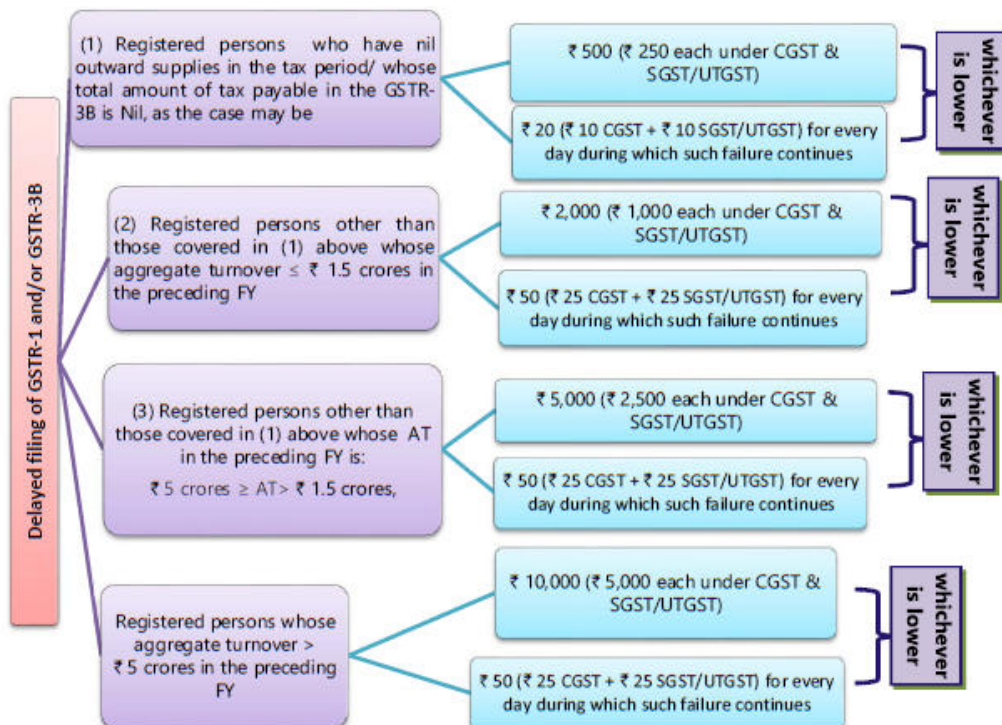 Delayed filing of GSTR-1 and/or GSTR-3B
(1) Registered persons who have nil
outward supplies in the tax period/ whose
total amount of tax payable in the GSTR-
3B is Nil, as the case may be
₹ 500 (₹ 250 each under CGST &
SGST/UTGST)
₹ 20 (₹ 10 CGST + ₹ 10 SGST/UTGST) for every
day during which such failure continues
whichever
is lower
(2) Registered persons other than
those covered in (1) above whose
aggregate turnover ≤ ₹ 1.5 crores in
the preceding FY
₹ 2,000 (₹ 1,000 each under CGST &
SGST/UTGST)
₹ 50 (₹ 25 CGST + ₹ 25 SGST/UTGST) for every
day during which such failure continues
whichever
is lower
(3) Registered persons other than
those covered in (1) above whose AT
in the preceding FY is:
₹ 5 crores ≥ AT> ₹ 1.5 crores,
₹ 5,000 (₹ 2,500 each under CGST &
SGST/UTGST)
₹ 50 (₹ 25 CGST + ₹ 25 SGST/UTGST) for every
day during which such failure continues
whichever
is lower
Registered persons whose
aggregate turnover >
₹ 5 crores in the preceding
FY
₹ 10,000 (₹ 5,000 each under CGST &
SGST/UTGST)
₹ 50 (₹ 25 CGST + ₹ 25 SGST/UTGST) for every
day during which such failure continues
whichever
is lower